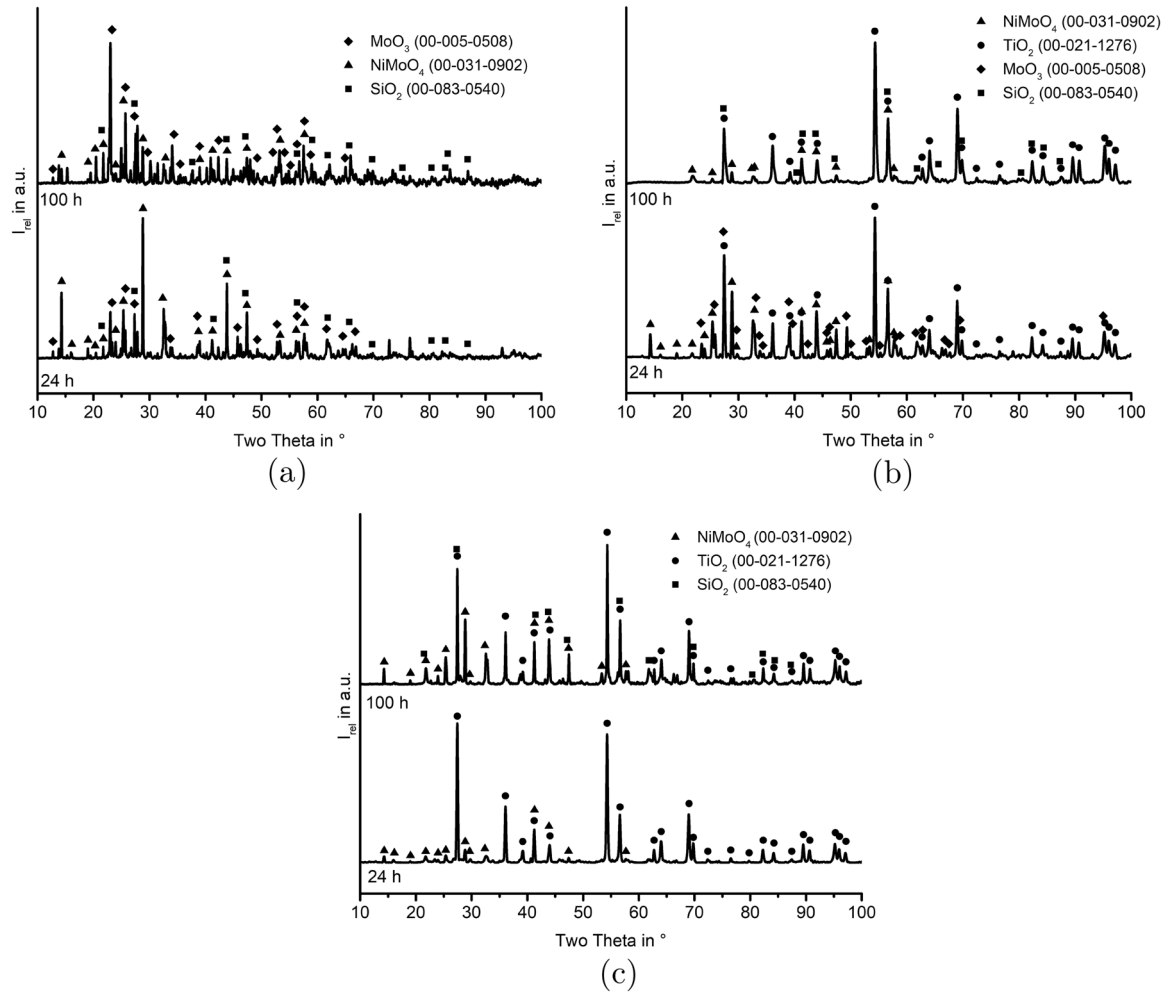 MoO₃ (00-005-0508)
NiMoO₄ (00-031-0902)
SiO₂ (00-083-0540)
100 h
24 h
I_rel in a.u.
10 20 30 40 50 60 70 80 90 100
Two Theta in °
(a)
NiMoO₄ (00-031-0902)
TiO₂ (00-021-1276)
MoO₃ (00-005-0508)
SiO₂ (00-083-0540)
100 h
24 h
I_rel in a.u.
10 20 30 40 50 60 70 80 90 100
Two Theta in °
(b)
NiMoO₄ (00-031-0902)
TiO₂ (00-021-1276)
SiO₂ (00-083-0540)
100 h
24 h
I_rel in a.u.
10 20 30 40 50 60 70 80 90 100
Two Theta in °
(c)